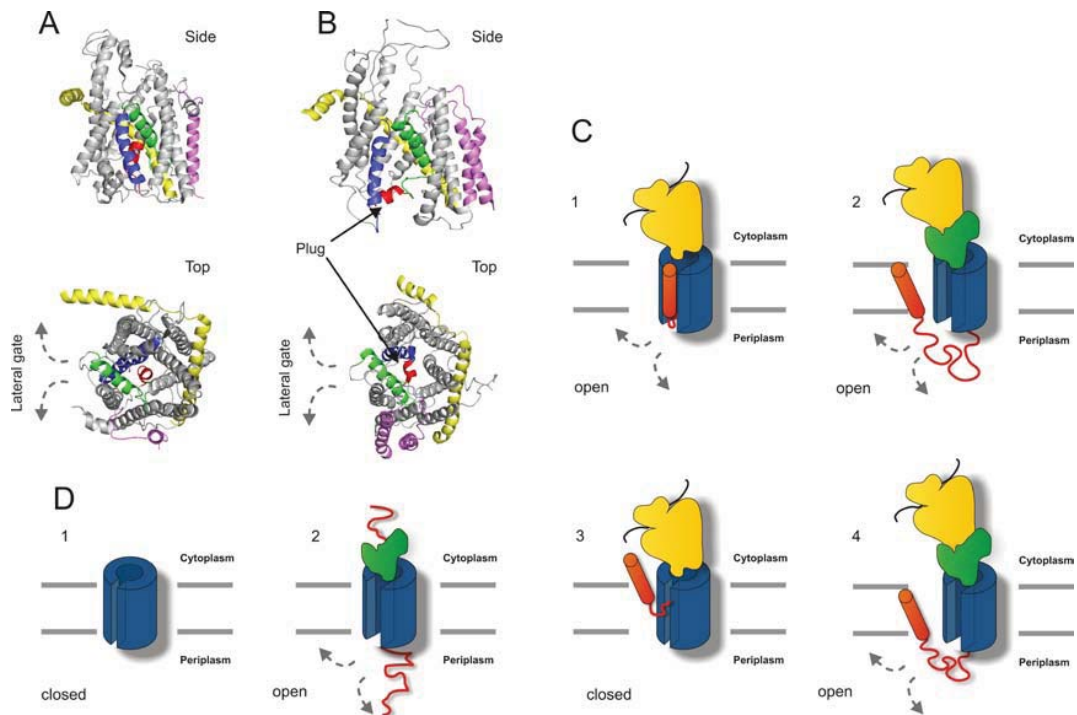 A
Side
B
Side
Plug
Top
Lateral gate
Top
Lateral gate
C
1
Cytoplasm
Periplasm
open
2
Cytoplasm
Periplasm
open
D
1
Cytoplasm
Periplasm
closed
2
Cytoplasm
Periplasm
open
3
Cytoplasm
Periplasm
closed
4
Cytoplasm
Periplasm
open